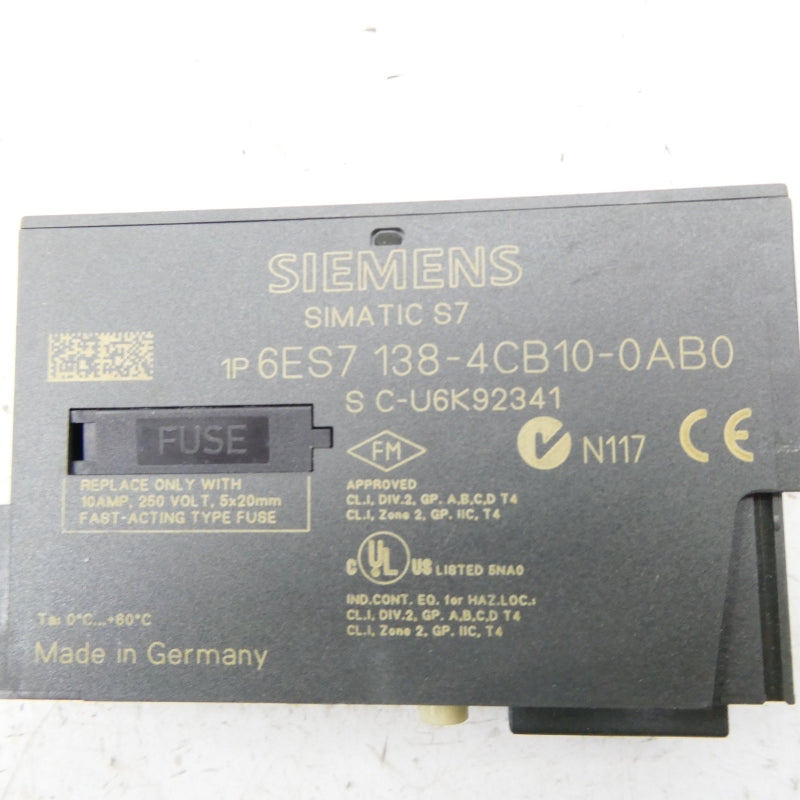 SIEMENS
SIMATIC S7
1P 6ES7 138-4CB10-0AB0
S C-U6K92341
FUSE
REPLACE ONLY WITH
10AMP, 250 VOLT, 5x20mm
FAST-ACTING TYPE FUSE
FM
N117 CE
APPROVED
CL.I, DIV.2, GP. A,B,C,D T4
CL.I, Zone 2, GP. IIC, T4
C UL US LISTED 5NA0
IND.CONT. EQ. for HAZ.LOC.:
CL.I, DIV.2, GP. A,B,C,D T4
CL.I, Zone 2, GP. IIC, T4
Ta: 0°C...+60°C
Made in Germany